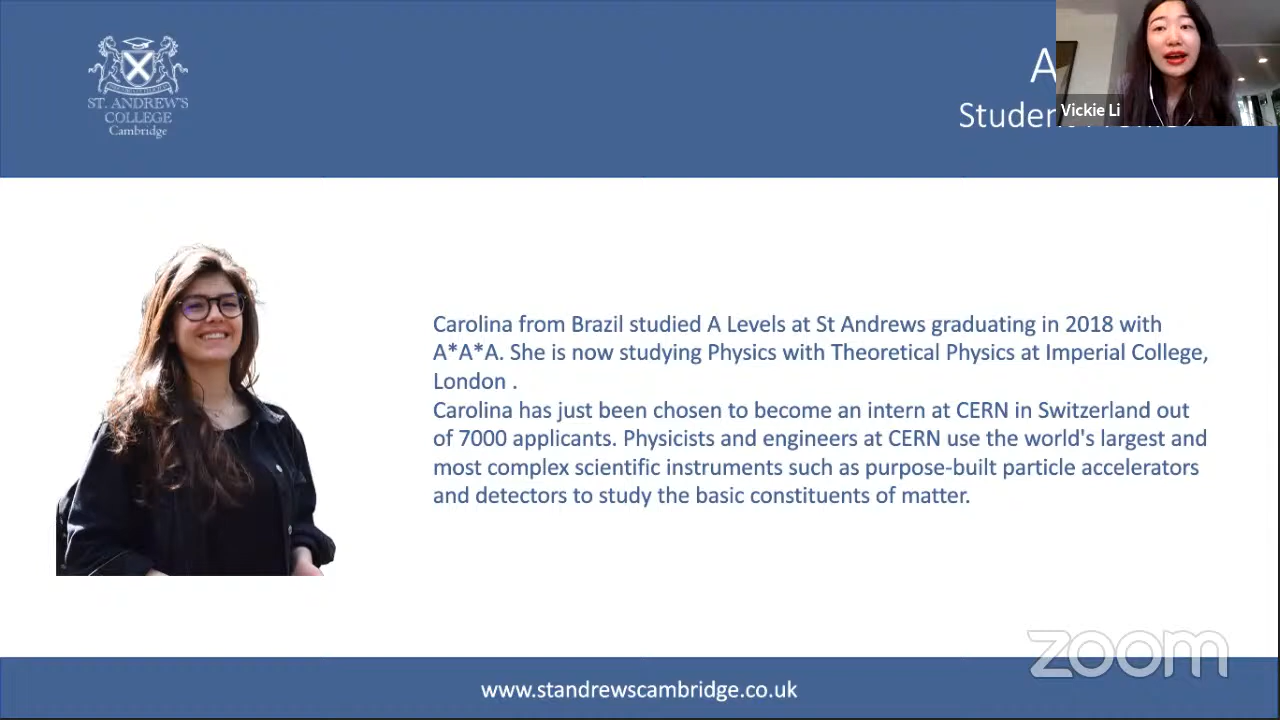 ST. ANDREW'S
COLLEGE
Cambridge
Vickie Li
Carolina from Brazil studied A Levels at St Andrews graduating in 2018 with
A*A*A. She is now studying Physics with Theoretical Physics at Imperial College,
London .
Carolina has just been chosen to become an intern at CERN in Switzerland out
of 7000 applicants. Physicists and engineers at CERN use the world's largest and
most complex scientific instruments such as purpose-built particle accelerators
and detectors to study the basic constituents of matter.
zoom
www.standrewscambridge.co.uk